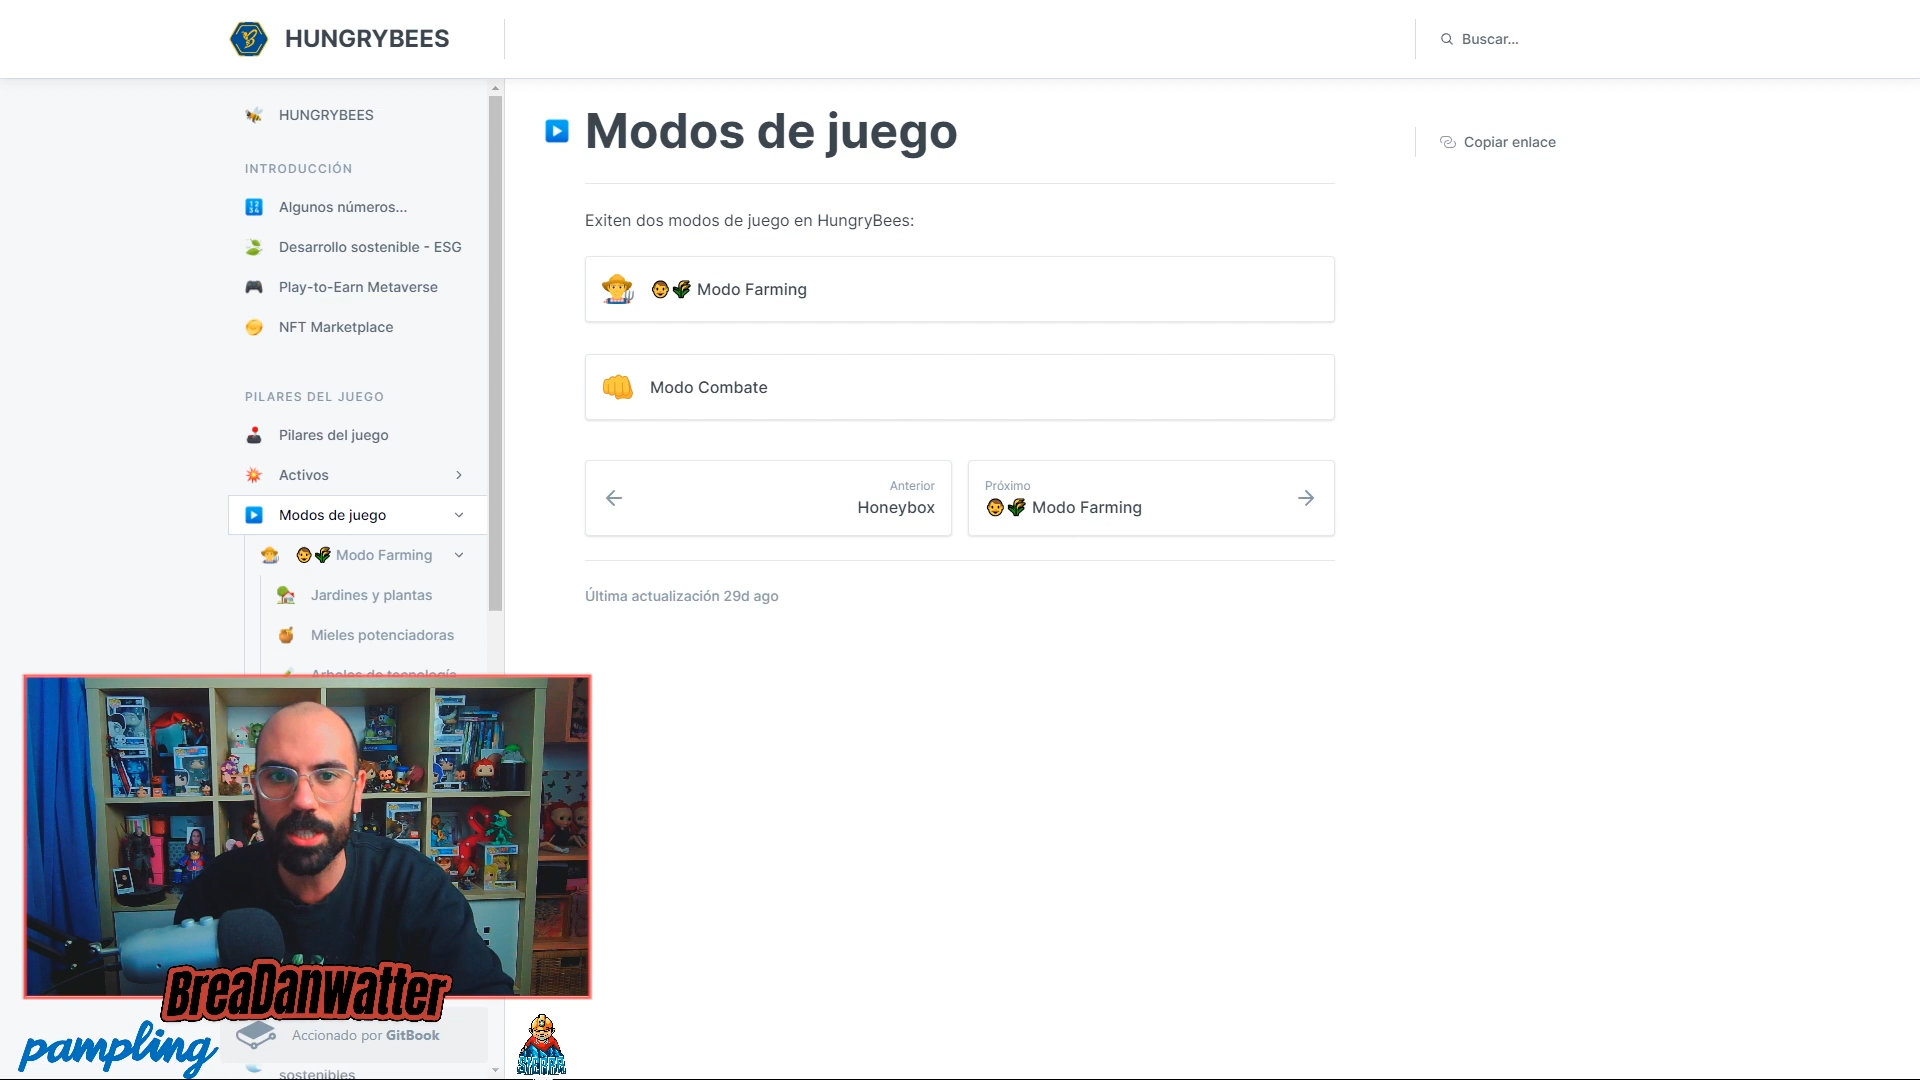 HUNGRYBEES
Buscar...
HUNGRYBEES
INTRODUCCIÓN
Algunos números...
Desarrollo sostenible - ESG
Play-to-Earn Metaverse
NFT Marketplace
PILARES DEL JUEGO
Pilares del juego
Activos
Modos de juego
Modo Farming
Jardines y plantas
Mieles potenciadoras
Arboles de tecnología
Modos de juego
Copiar enlace
Exiten dos modos de juego en HungryBees:
Modo Farming
Modo Combate
Anterior
Honeybox
Próximo
Modo Farming
Última actualización 29d ago
BreaDanwatter
pampling
Accionado por GitBook
sostenibles